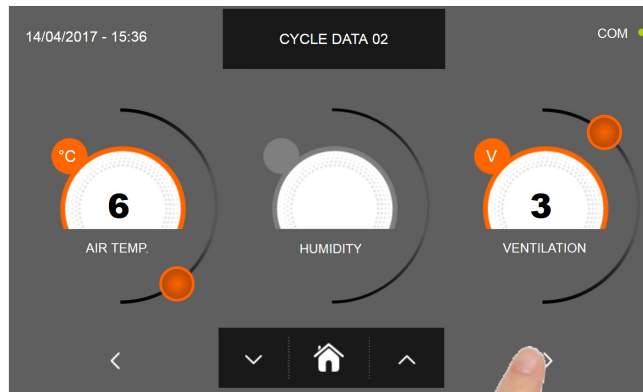 14/04/2017 - 15:36
CYCLE DATA 02
COM
°C
V
6
3
AIR TEMP.
HUMIDITY
VENTILATION